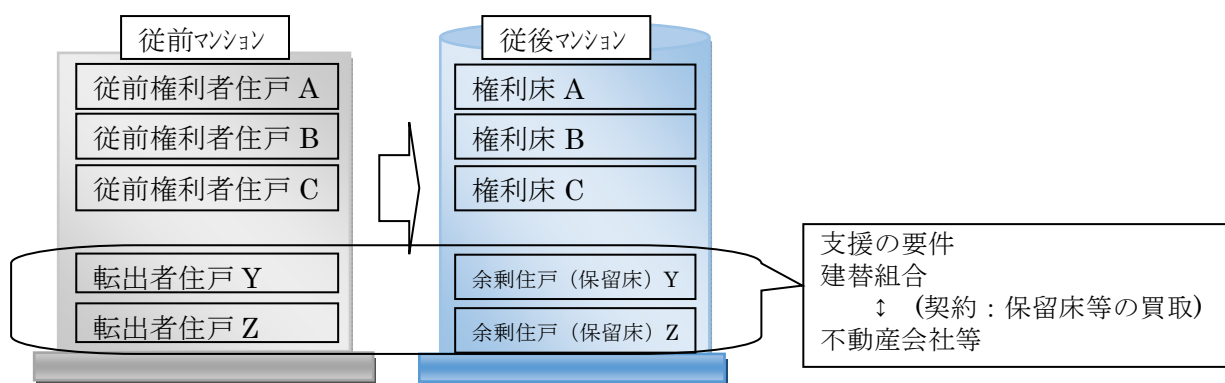 従前ﾏﾝｼｮﾝ
従前権利者住戸 A
従前権利者住戸 B
従前権利者住戸 C
転出者住戸 Y
転出者住戸 Z
従後ﾏﾝｼｮﾝ
権利床 A
権利床 B
権利床 C
余剰住戸（保留床）Y
余剰住戸（保留床）Z
支援の要件
建替組合
↕ (契約：保留床等の買取)
不動産会社等